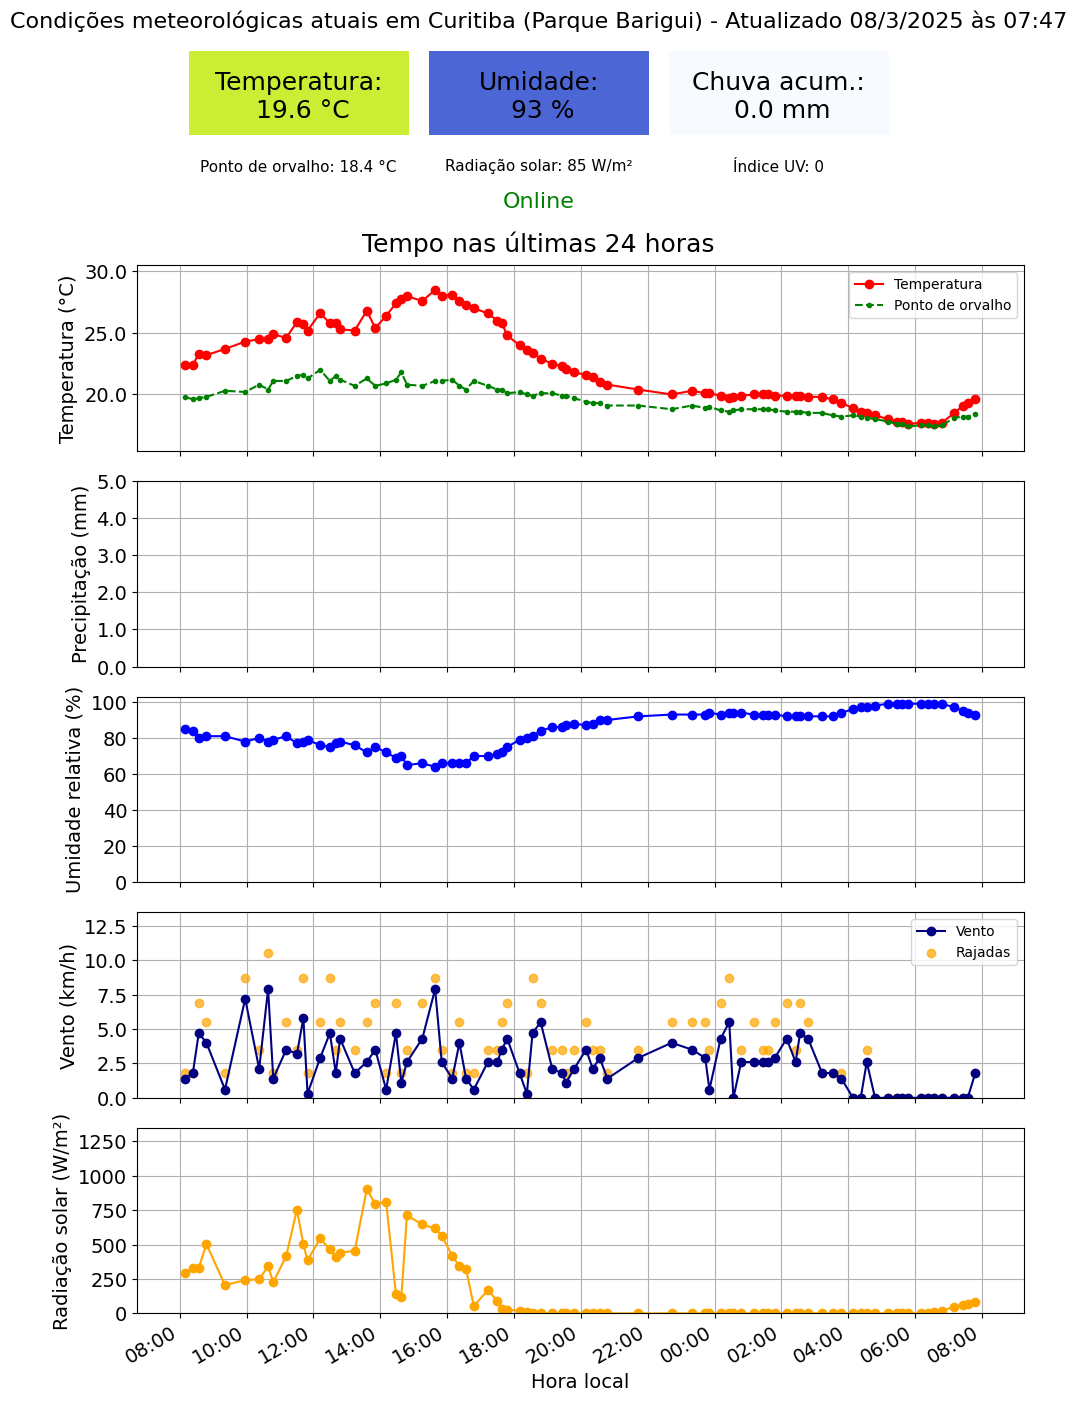 Condições meteorológicas atuais em Curitiba (Parque Barigui) - Atualizado 08/3/2025 às 07:47
Temperatura:
19.6 °C
Umidade:
93 %
Chuva acum.:
0.0 mm
Ponto de orvalho: 18.4 °C
Radiação solar: 85 W/m²
Índice UV: 0
Online
Tempo nas últimas 24 horas
Temperatura (°C)
30.0
25.0
20.0
Temperatura
Ponto de orvalho
Precipitação (mm)
5.0
4.0
3.0
2.0
1.0
0.0
Umidade relativa (%)
100
80
60
40
20
0
Vento (km/h)
12.5
10.0
7.5
5.0
2.5
0.0
Vento
Rajadas
Radiação solar (W/m²)
1250
1000
750
500
250
0
08:00
10:00
12:00
14:00
16:00
18:00
20:00
22:00
00:00
02:00
04:00
06:00
08:00
Hora local